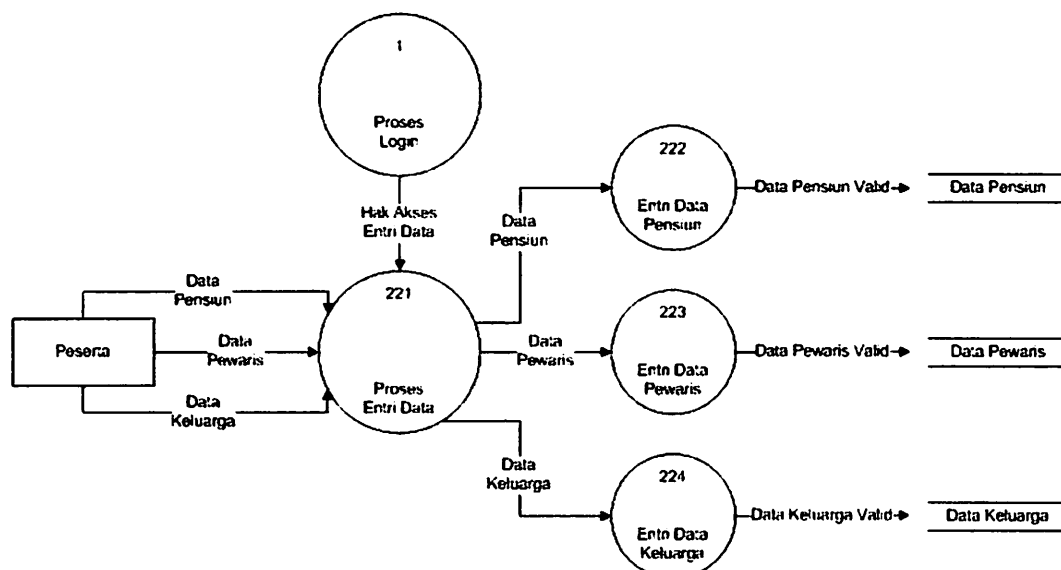 1
Proses
Login
Hak Akses
Entri Data
222
Entri Data
Pensiun
Data Pensiun Valid
Data Pensiun
Data
Pensiun
Data
Pensiun
221
Proses
Entri Data
Peserta
Data
Pewaris
Data
Pewaris
223
Entri Data
Pewaris
Data Pewaris Valid
Data Pewaris
Data
Keluarga
Data
Keluarga
224
Entri Data
Keluarga
Data Keluarga Valid
Data Keluarga